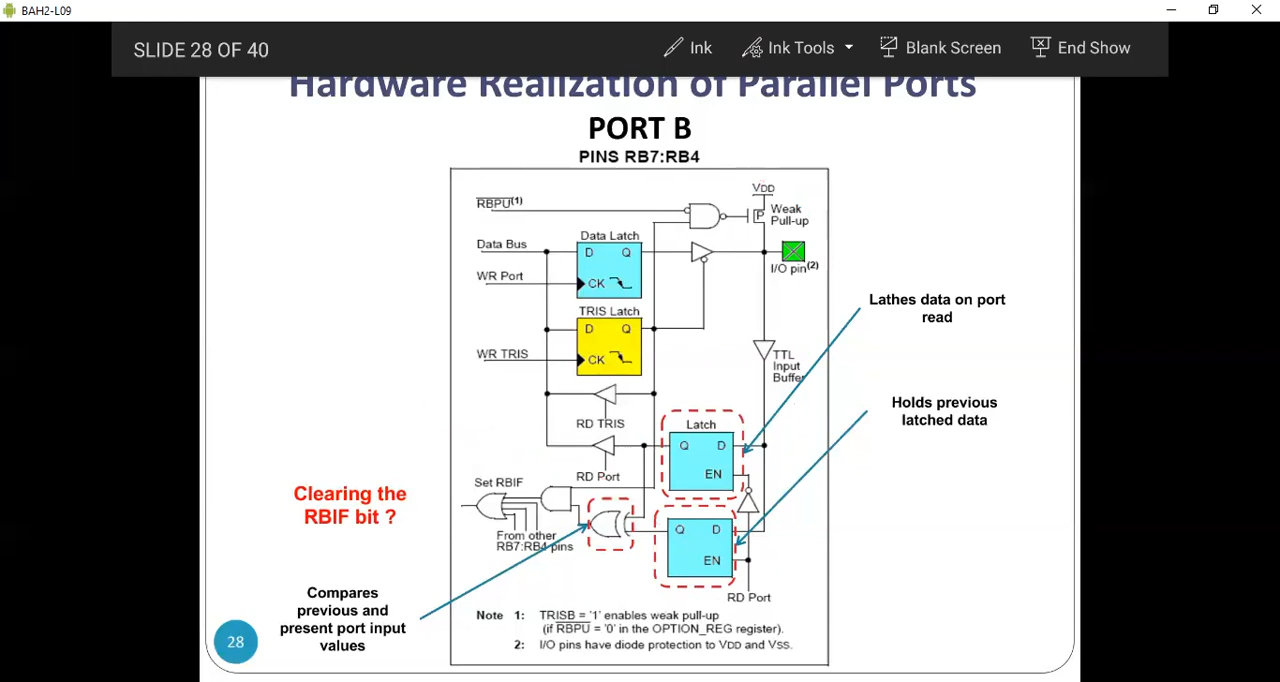 BAH2-L09
SLIDE 28 OF 40
Ink
Ink Tools
Blank Screen
End Show
Hardware Realization of Parallel Ports
PORT B
PINS RB7:RB4
RBPU(1)
VDD
Weak
Pull-up
P
Data Bus
Data Latch
D Q
I/O pin(2)
WR Port
CK
TRIS Latch
D Q
WR TRIS
CK
TTL
Input
Buffer
RD TRIS
Latch
Q D
EN
RD Port
Set RBIF
Q D
EN
From other
RB7:RB4 pins
RD Port
Note 1: TRISB = '1' enables weak pull-up
(if RBPU = '0' in the OPTION_REG register).
2: I/O pins have diode protection to VDD and VSS.
Lathes data on port
read
Holds previous
latched data
Clearing the
RBIF bit ?
Compares
previous and
present port input
values
28